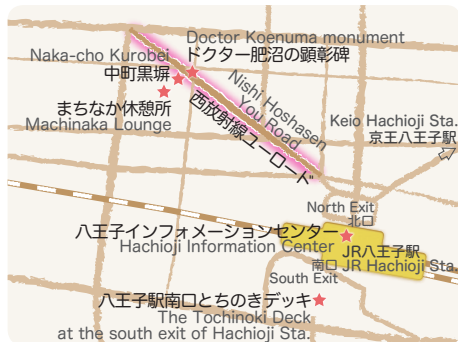 Doctor Koenuma monument
ドクター肥沼の顕彰碑
Naka-cho Kurobei
中町黒塀
まちなか休憩所
Machinaka Lounge
Nishi Hoshasen
You Road
西放射線ユーロード
Keio Hachioji Sta.
京王八王子駅
North Exit
北口
八王子インフォメーションセンター
Hachioji Information Center
JR八王子駅
JR Hachioji Sta.
南口
South Exit
八王子駅南口とちのきデッキ
The Tochinoki Deck
at the south exit of Hachioji Sta.